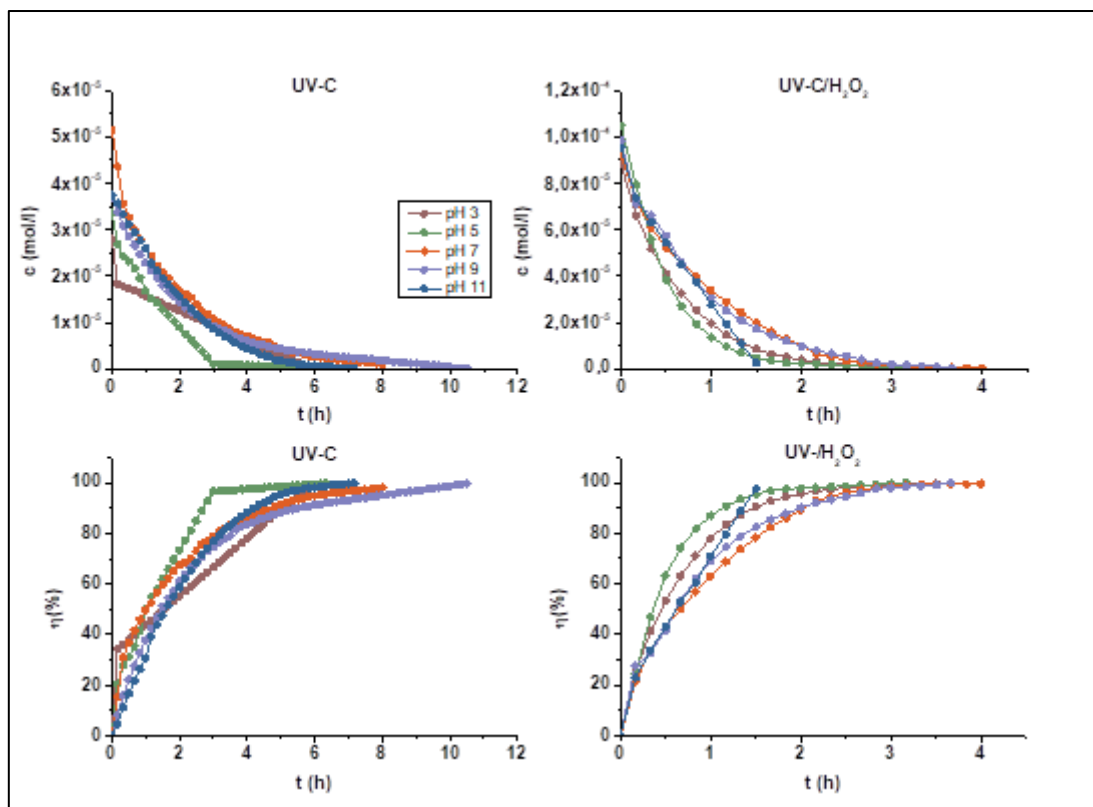 UV-C
6x10⁻⁵
5x10⁻⁵
4x10⁻⁵
3x10⁻⁵
2x10⁻⁵
1x10⁻⁵
0
c (mol/l)
0 2 4 6 8 10 12
t (h)
pH 3
pH 5
pH 7
pH 9
pH 11
UV-C/H₂O₂
1,2x10⁻⁴
1,0x10⁻⁴
8,0x10⁻⁵
6,0x10⁻⁵
4,0x10⁻⁵
2,0x10⁻⁵
0,0
c (mol/l)
0 1 2 3 4
t (h)
UV-C
100
80
60
40
20
0
η(%)
0 2 4 6 8 10 12
t (h)
UV-/H₂O₂
100
80
60
40
20
0
η(%)
0 1 2 3 4
t (h)